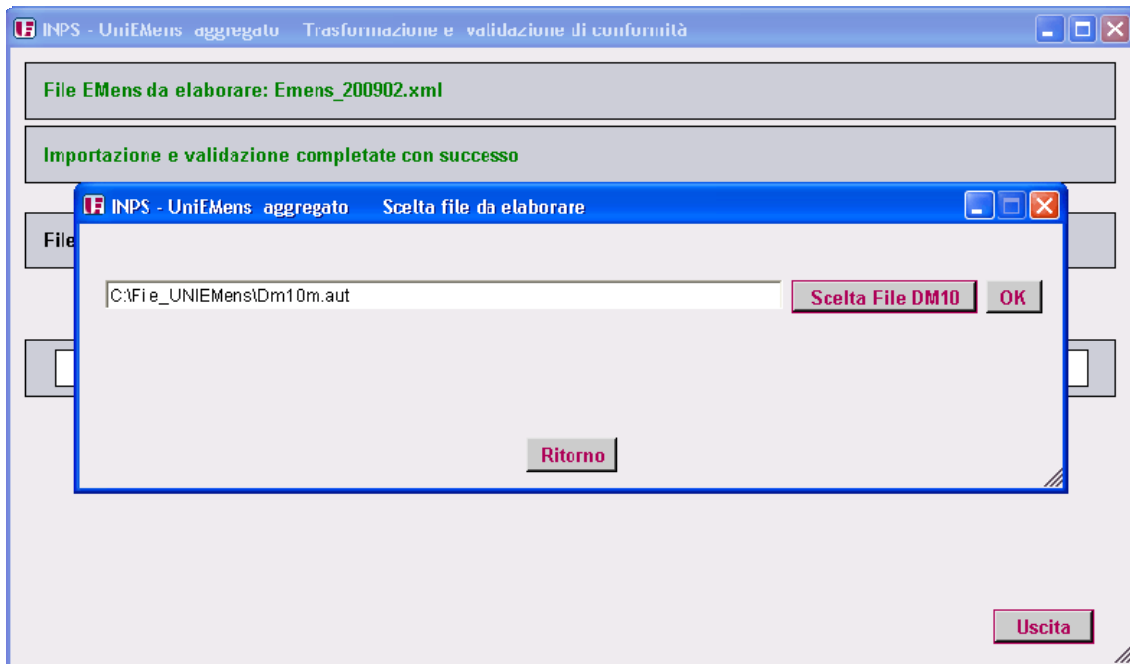 INPS - UniEMens aggregato Trasformazione e validazione di conformità
File EMens da elaborare: Emens_200902.xml
Importazione e validazione completate con successo
INPS - UniEMens aggregato Scelta file da elaborare
File
C:\File_UNIEMens\Dm10m.aut
Scelta File DM10
OK
Ritorno
Uscita